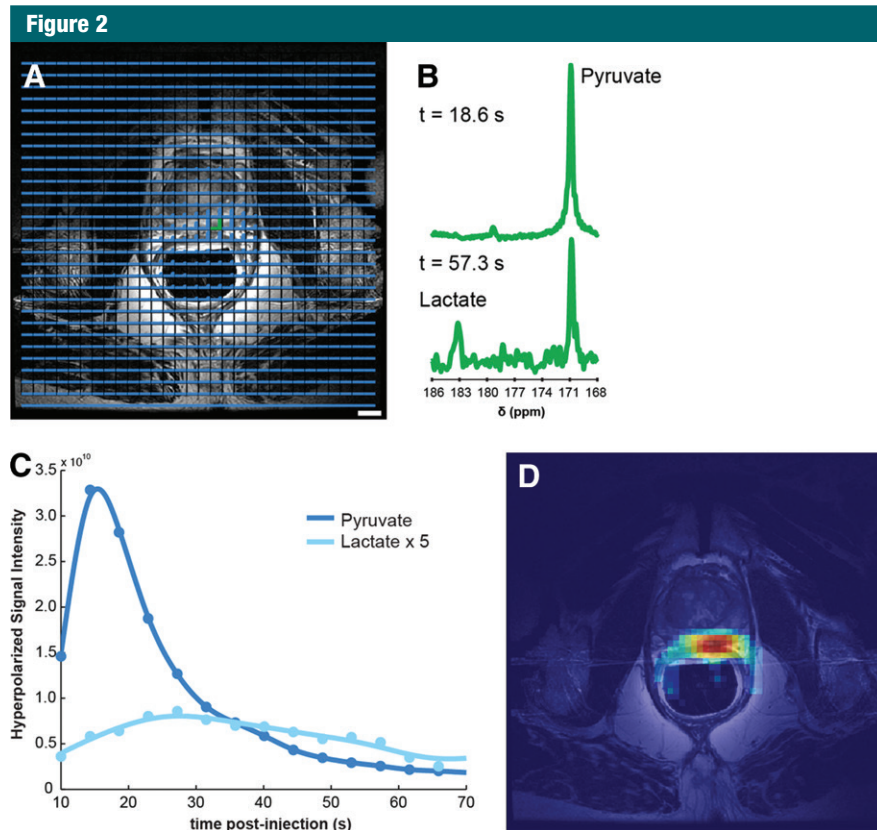 Figure 2
A
B
Pyruvate
t = 18.6 s
t = 57.3 s
Lactate
186 183 180 177 174 171 168
δ (ppm)
C
x 10^10
3.5
3.0
2.5
2.0
1.5
1.0
0.5
0
10 20 30 40 50 60 70
Hyperpolarized Signal Intensity
time post-injection (s)
Pyruvate
Lactate x 5
D